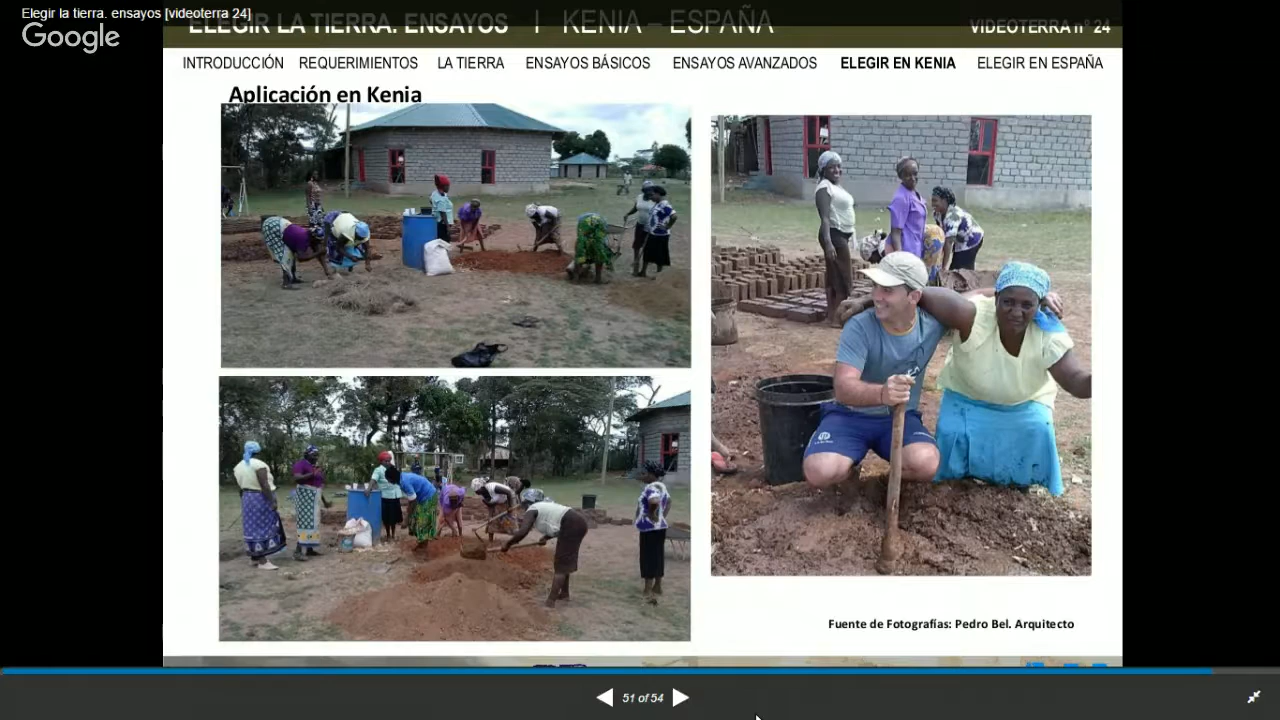 Elegir la tierra. ensayos [videoterra 24]
Google
ELEGIR LA TIERRA. ENSAYOS | KENIA – ESPAÑA
VIDEOTERRA nº 24
INTRODUCCIÓN REQUERIMIENTOS LA TIERRA ENSAYOS BÁSICOS ENSAYOS AVANZADOS ELEGIR EN KENIA ELEGIR EN ESPAÑA
Aplicación en Kenia
Fuente de Fotografías: Pedro Bel. Arquitecto
51 of 54